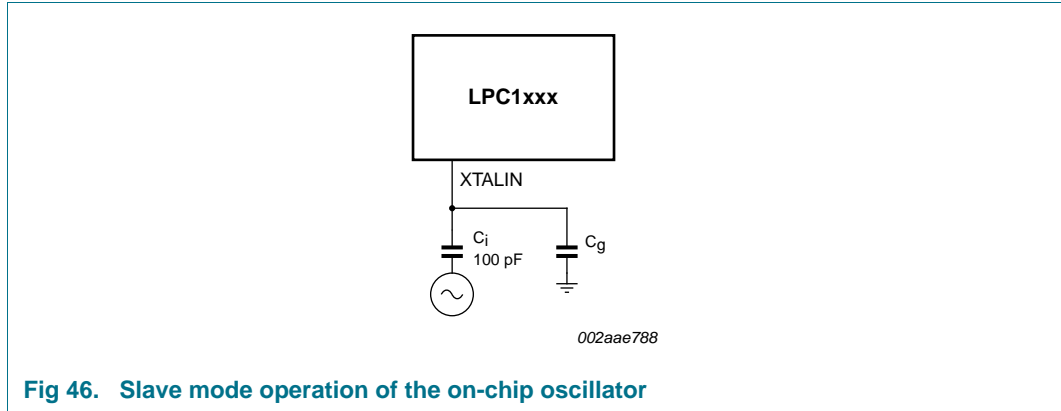 LPC1xxx
XTALIN
Ci
100 pF
Cg
002aae788
Fig 46. Slave mode operation of the on-chip oscillator